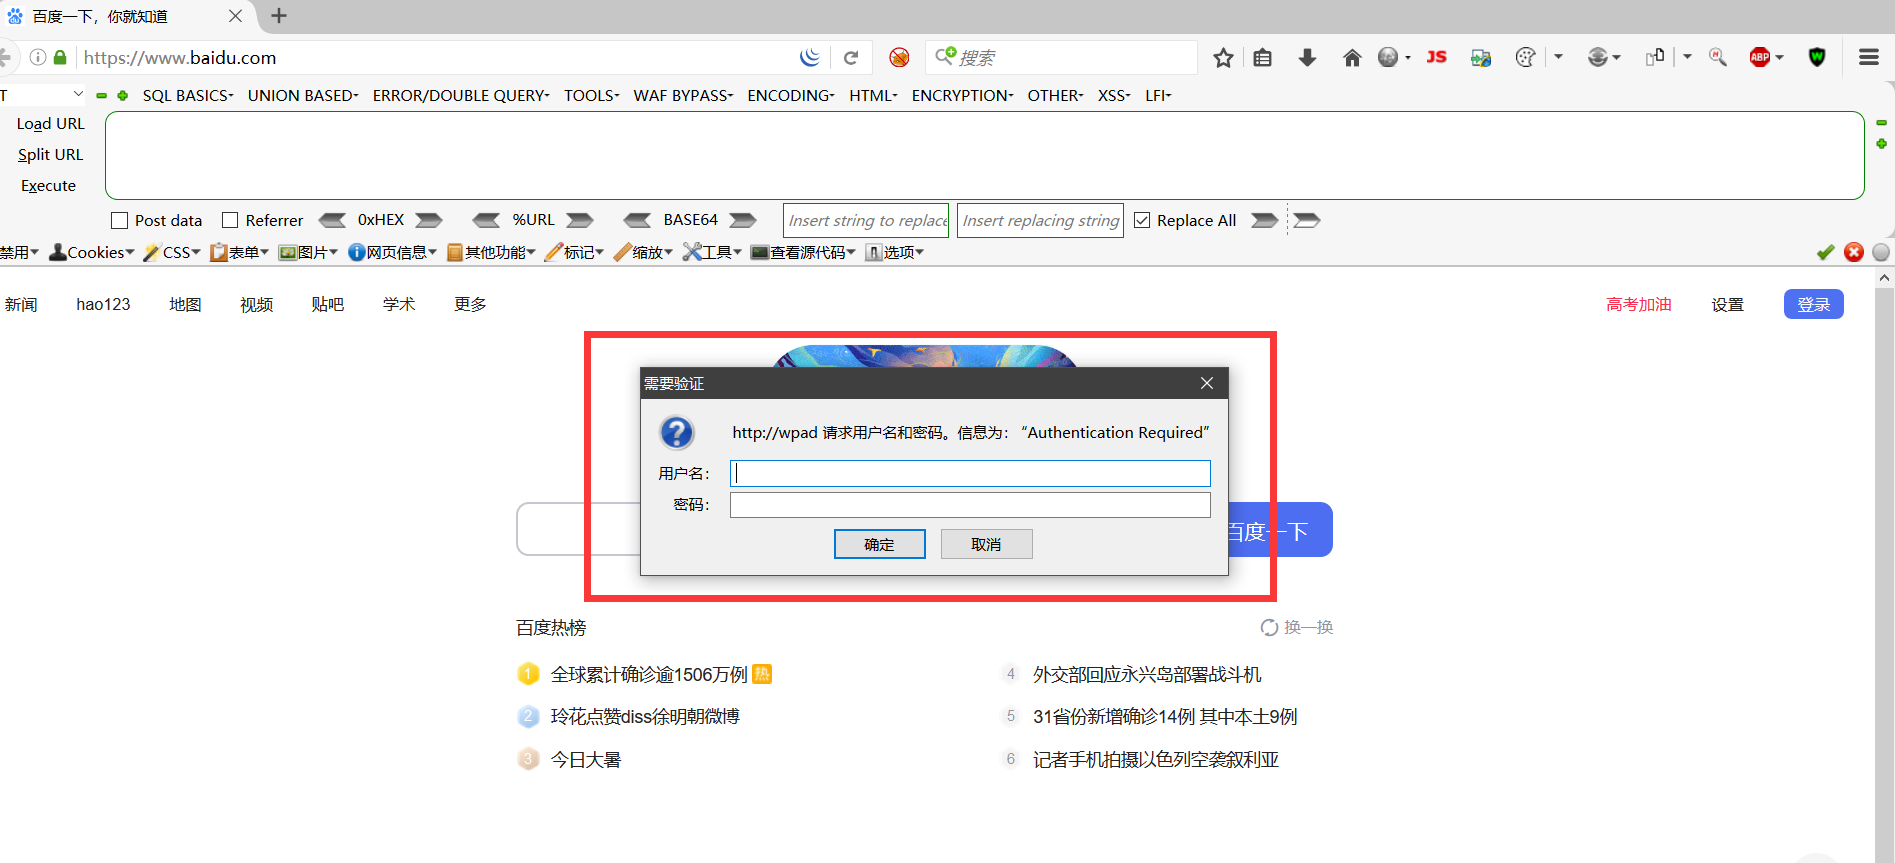 百度一下，你就知道
https://www.baidu.com
搜索
JS
ABP
W
T
SQL BASICS
UNION BASED
ERROR/DOUBLE QUERY
TOOLS
WAF BYPASS
ENCODING
HTML
ENCRYPTION
OTHER
XSS
LFI
Load URL
Split URL
Execute
Post data
Referrer
0xHEX
%URL
BASE64
Insert string to replace
Insert replacing string
Replace All
禁用
Cookies
CSS
表单
图片
网页信息
其他功能
标记
缩放
工具
查看源代码
选项
新闻
hao123
地图
视频
贴吧
学术
更多
高考加油
设置
登录
需要验证
http://wpad 请求用户名和密码。信息为： “Authentication Required”
用户名：
密码：
确定
取消
百度一下
百度热榜
换一换
1 全球累计确诊逾1506万例 热
2 玲花点赞diss徐明朝微博
3 今日大暑
4 外交部回应永兴岛部署战斗机
5 31省份新增确诊14例 其中本土9例
6 记者手机拍摄以色列空袭叙利亚